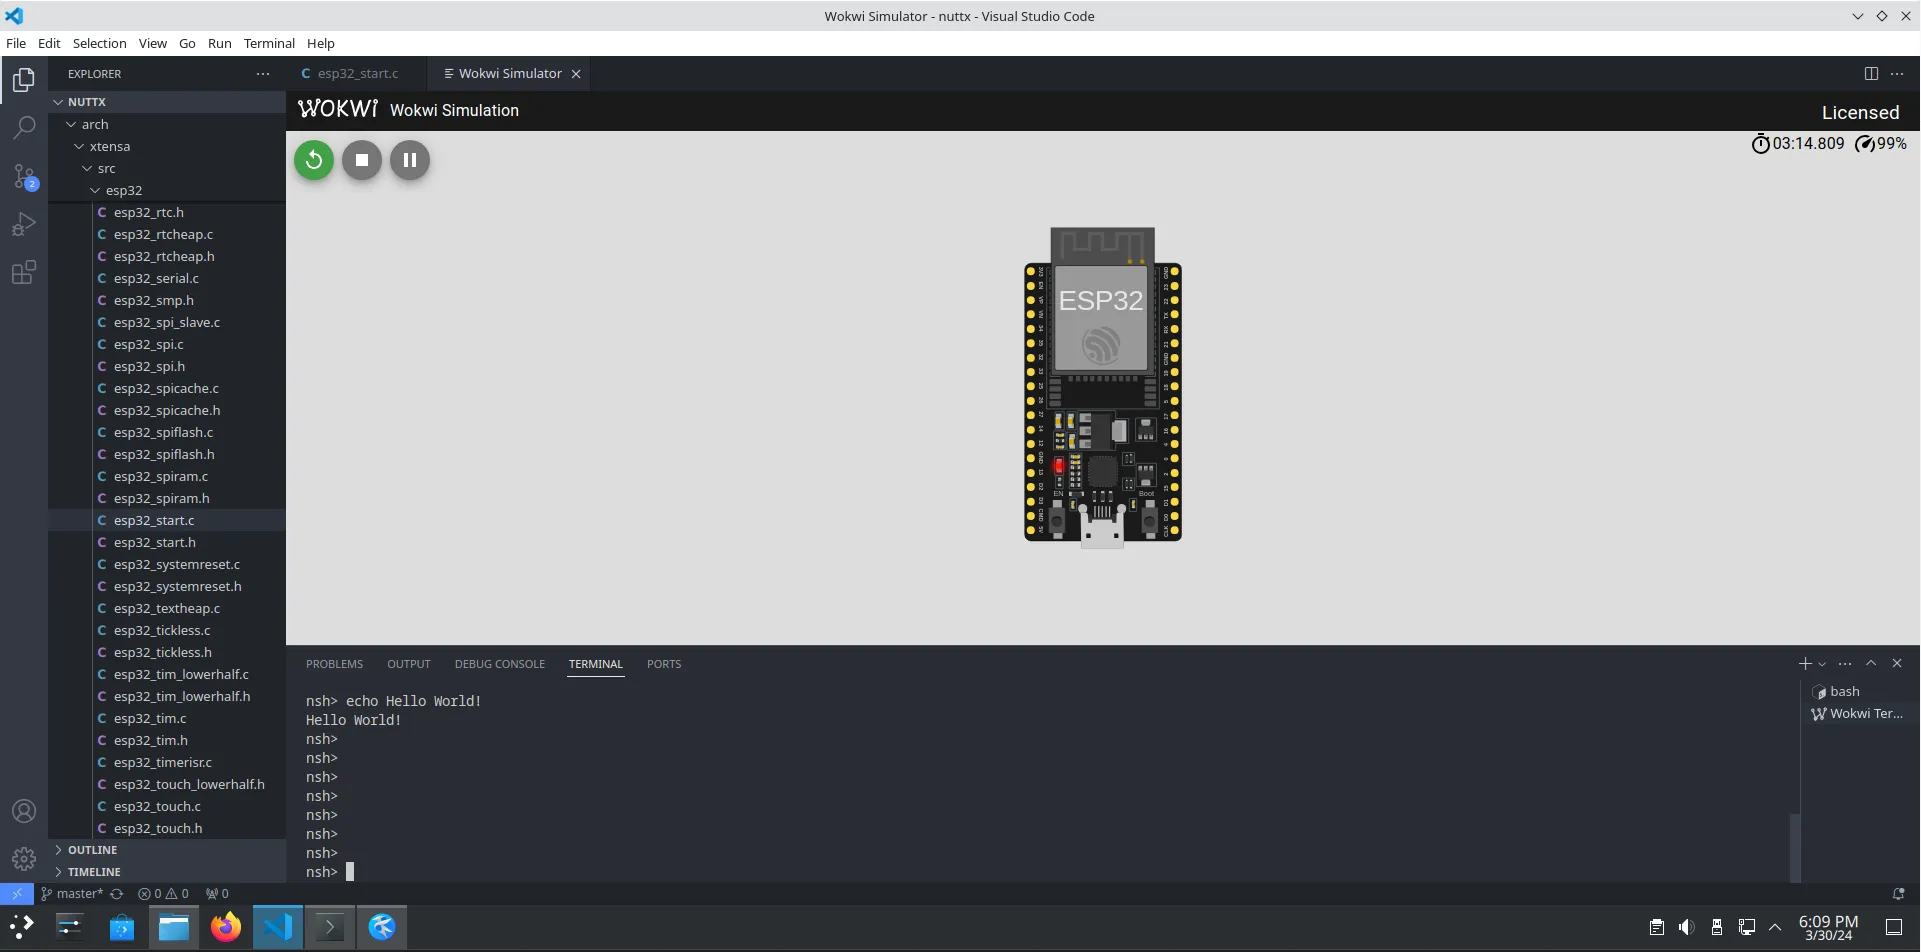 Wokwi Simulator - nuttx - Visual Studio Code
File Edit Selection View Go Run Terminal Help
EXPLORER
C esp32_start.c
Wokwi Simulator
NUTTX
WOKWi Wokwi Simulation
Licensed
03:14.809 99%
arch
xtensa
src
esp32
C esp32_rtc.h
C esp32_rtcheap.c
C esp32_rtcheap.h
C esp32_serial.c
C esp32_smp.h
C esp32_spi_slave.c
C esp32_spi.c
C esp32_spi.h
C esp32_spicache.c
C esp32_spicache.h
C esp32_spiflash.c
C esp32_spiflash.h
C esp32_spiram.c
C esp32_spiram.h
C esp32_start.c
C esp32_start.h
C esp32_systemreset.c
C esp32_systemreset.h
C esp32_textheap.c
C esp32_tickless.c
C esp32_tickless.h
C esp32_tim_lowerhalf.c
C esp32_tim_lowerhalf.h
C esp32_tim.c
C esp32_tim.h
C esp32_timerisr.c
C esp32_touch_lowerhalf.h
C esp32_touch.c
C esp32_touch.h
OUTLINE
TIMELINE
2
ESP32
EN
Boot
PROBLEMS OUTPUT DEBUG CONSOLE TERMINAL PORTS
nsh> echo Hello World!
Hello World!
nsh>
nsh>
nsh>
nsh>
nsh>
nsh>
nsh>
nsh>
bash
Wokwi Ter...
master* 0 0 0
6:09 PM
3/30/24